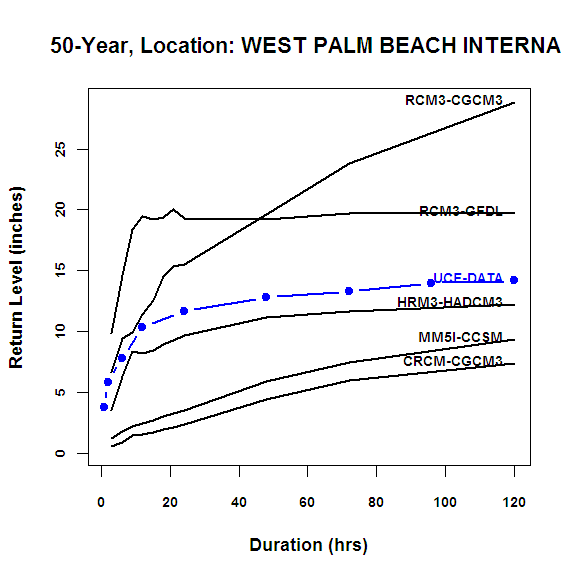 50-Year, Location: WEST PALM BEACH INTERNA
RCM3-CGCM3
RCM3-GFDL
UCF-DATA
HRM3-HADCM3
MM5I-CCSM
CRCM-CGCM3
Return Level (inches)
25
20
15
10
5
0
0 20 40 60 80 100 120
Duration (hrs)